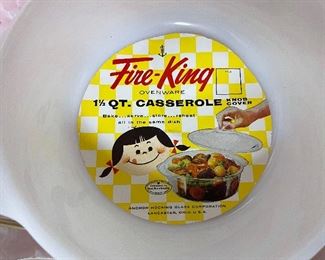 Fire-King
OVENWARE
1½ QT. CASSEROLE KNOB COVER
Bake...serve...store...reheat
all in the same dish
ANCHOR HOCKING GLASS CORPORATION
LANCASTER, OHIO U.S.A.